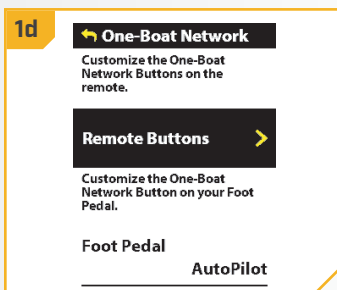 1d
One-Boat Network
Customize the One-Boat
Network Buttons on the
remote.
Remote Buttons
Customize the One-Boat
Network Button on your Foot
Pedal.
Foot Pedal
AutoPilot